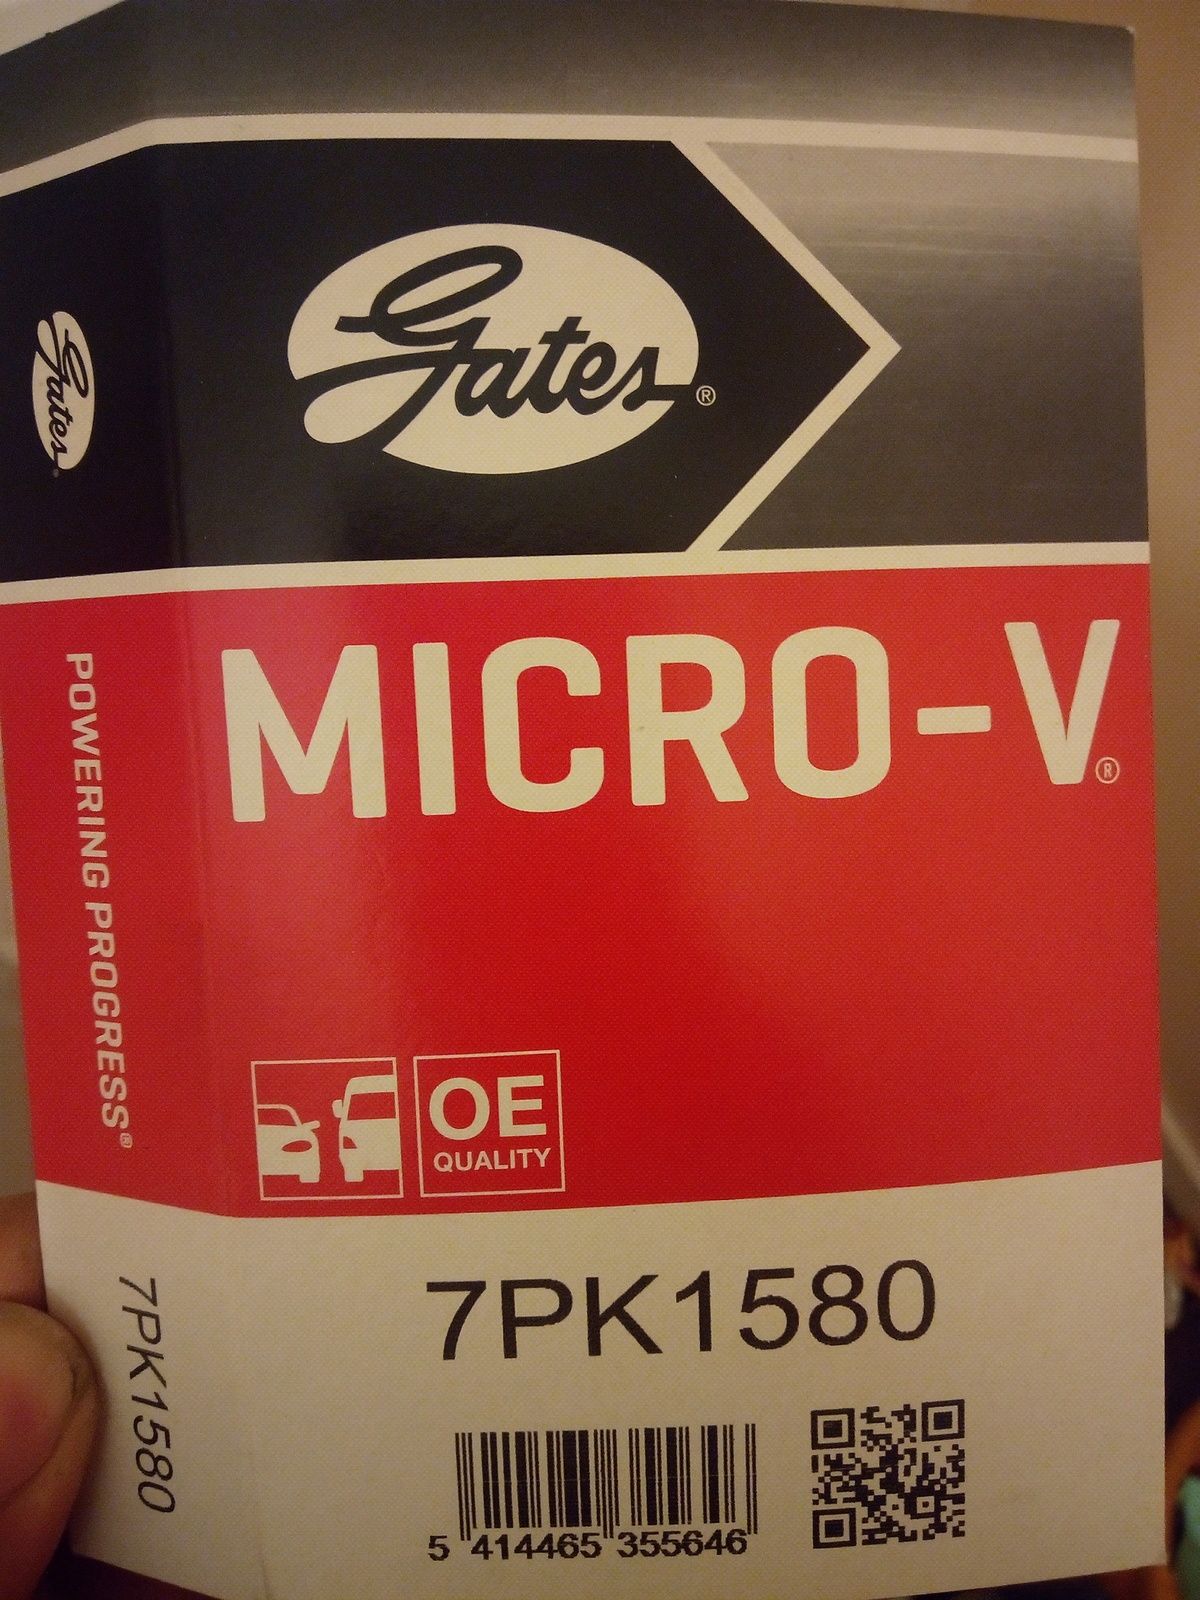 Gates®
Gates
MICRO-V®
POWERING PROGRESS®
OE
QUALITY
7PK1580
7PK1580
5 414465 355646